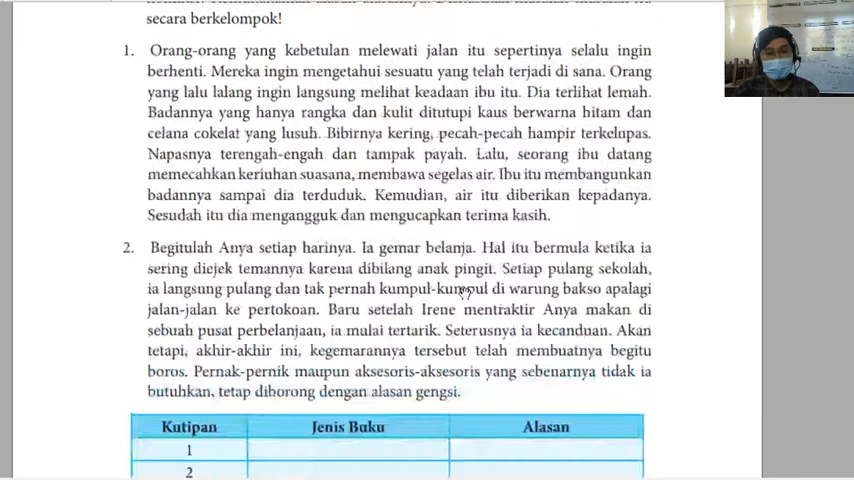 secara berkelompok!
1. Orang-orang yang kebetulan melewati jalan itu sepertinya selalu ingin
berhenti. Mereka ingin mengetahui sesuatu yang telah terjadi di sana. Orang
yang lalu lalang ingin langsung melihat keadaan ibu itu. Dia terlihat lemah.
Badannya yang hanya rangka dan kulit ditutupi kaus berwarna hitam dan
celana cokelat yang lusuh. Bibirnya kering, pecah-pecah hampir terkelupas.
Napasnya terengah-engah dan tampak payah. Lalu, seorang ibu datang
memecahkan keriuhan suasana, membawa segelas air. Ibu itu membangunkan
badannya sampai dia terduduk. Kemudian, air itu diberikan kepadanya.
Sesudah itu dia mengangguk dan mengucapkan terima kasih.
2. Begitulah Anya setiap harinya. Ia gemar belanja. Hal itu bermula ketika ia
sering diejek temannya karena dibilang anak pingit. Setiap pulang sekolah,
ia langsung pulang dan tak pernah kumpul-kumpul di warung bakso apalagi
jalan-jalan ke pertokoan. Baru setelah Irene mentraktir Anya makan di
sebuah pusat perbelanjaan, ia mulai tertarik. Seterusnya ia kecanduan. Akan
tetapi, akhir-akhir ini, kegemarannya tersebut telah membuatnya begitu
boros. Pernak-pernik maupun aksesoris-aksesoris yang sebenarnya tidak ia
butuhkan, tetap diborong dengan alasan gengsi.
Kutipan Jenis Buku Alasan
1
2